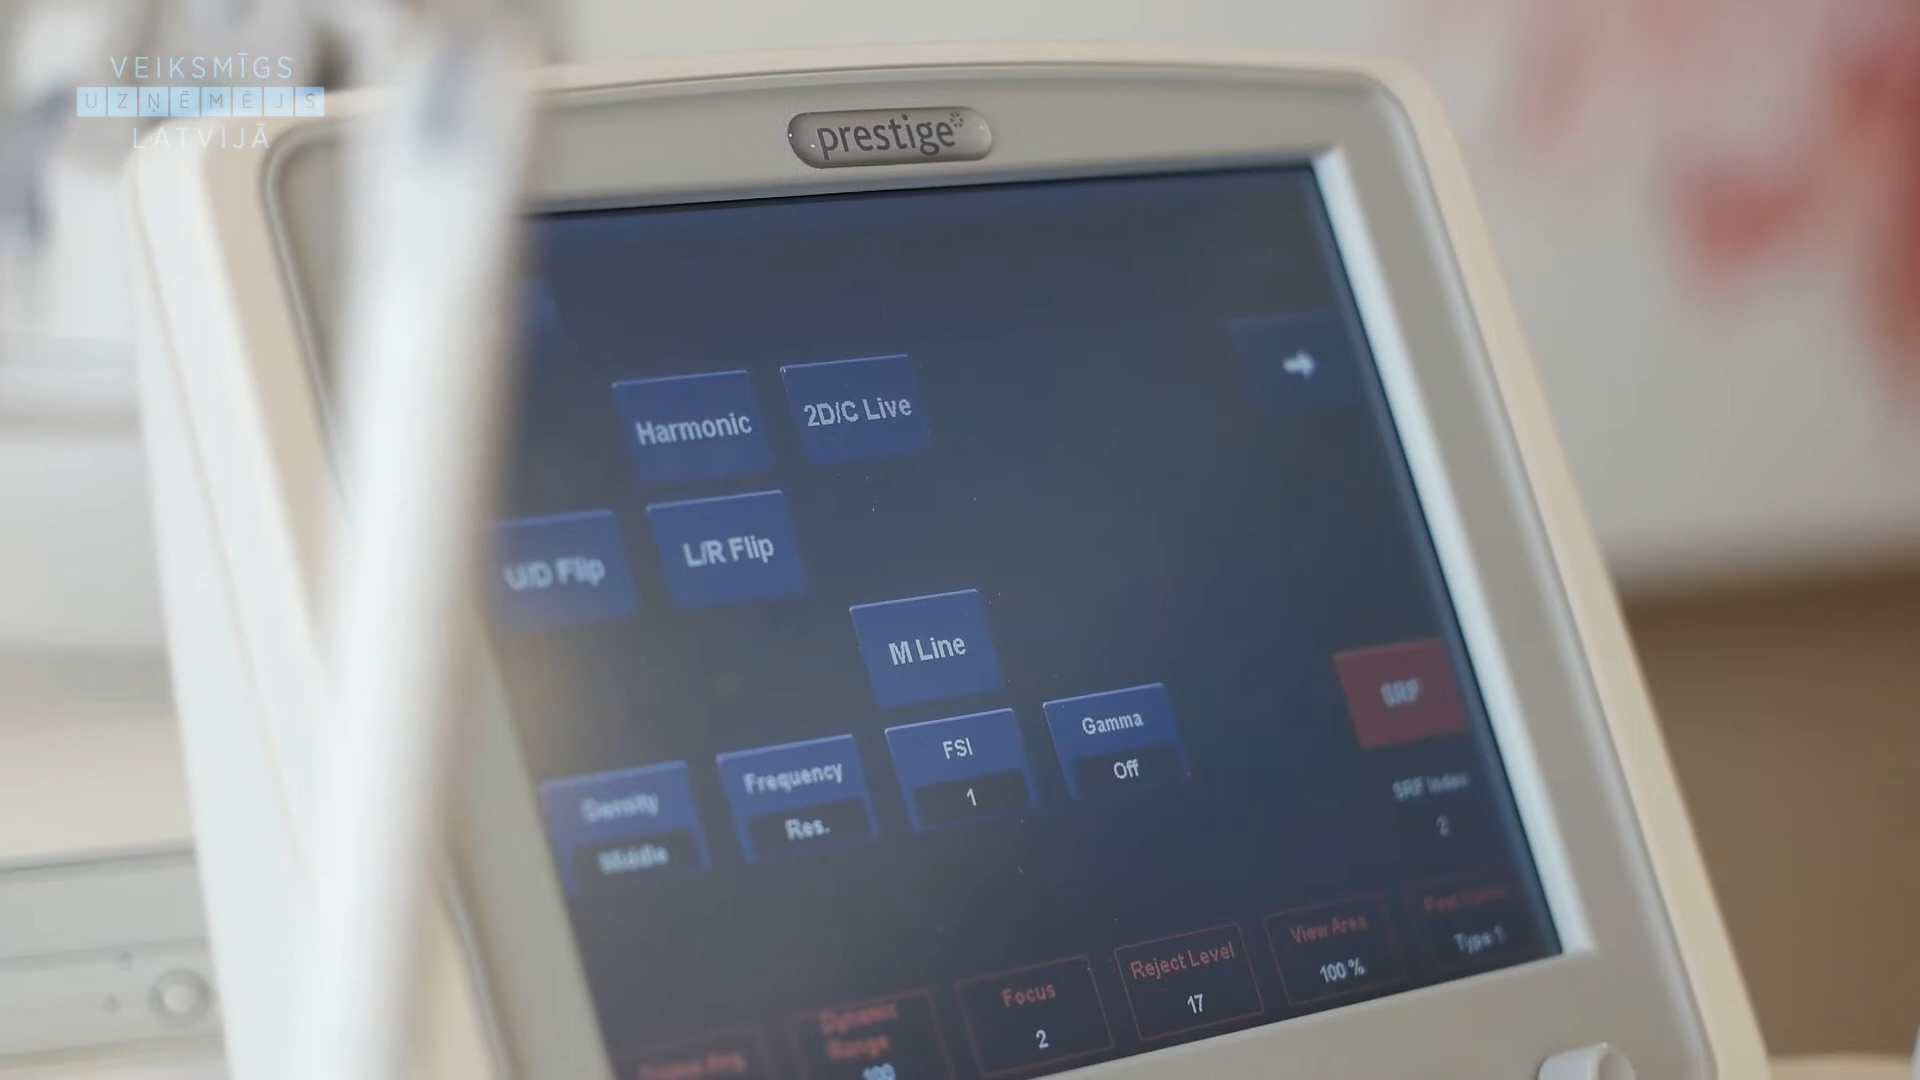 VEIKSMĪGS
UZŅĒMĒJS
LATVIJĀ
prestige
Harmonic
2D/C Live
U/D Flip
L/R Flip
M Line
SRF
Density
Middle
Frequency
Res.
FSI
1
Gamma
Off
SRF Index
2
Dynamic
Range
100
Focus
2
Reject Level
17
View Area
100 %
Type 1